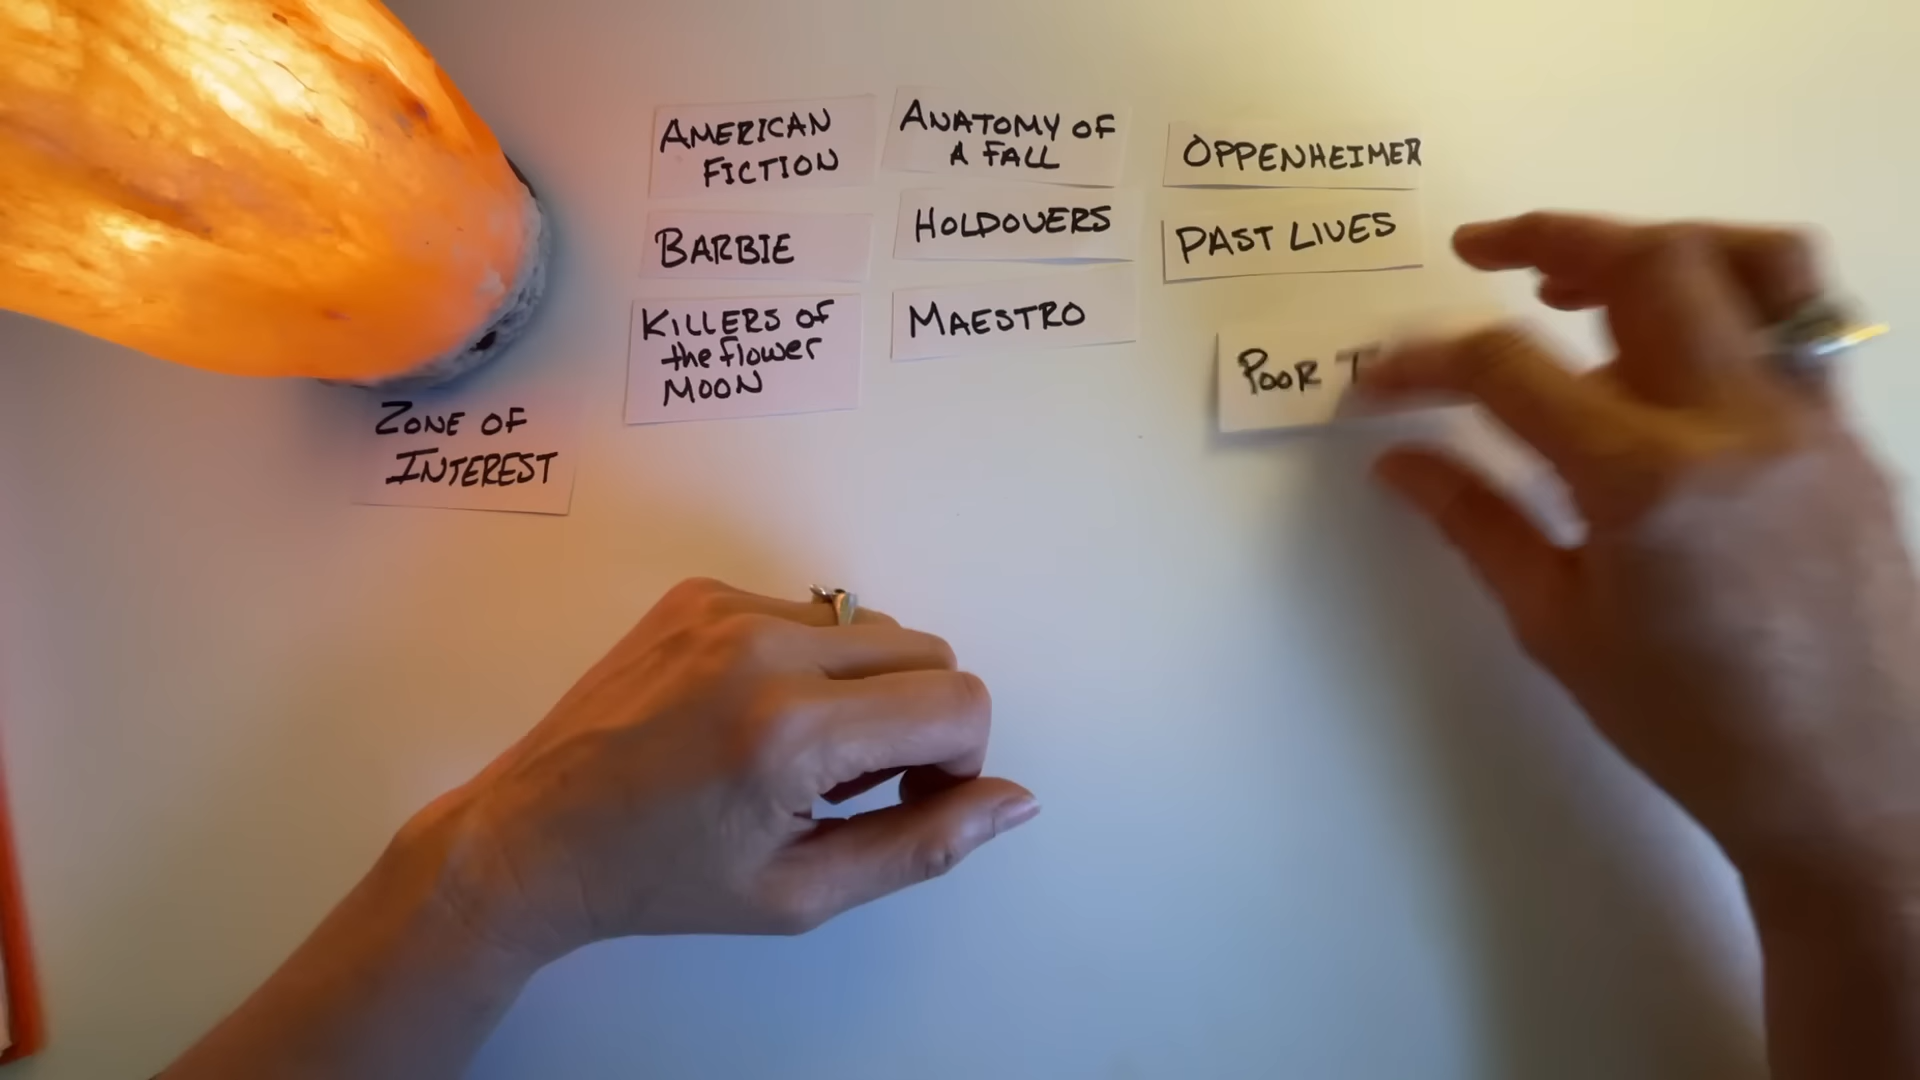 AMERICAN
FICTION
ANATOMY OF
A FALL
OPPENHEIMER
BARBIE
HOLDOVERS
PAST LIVES
KILLERS OF
the flower
MOON
MAESTRO
POOR
ZONE OF
INTEREST